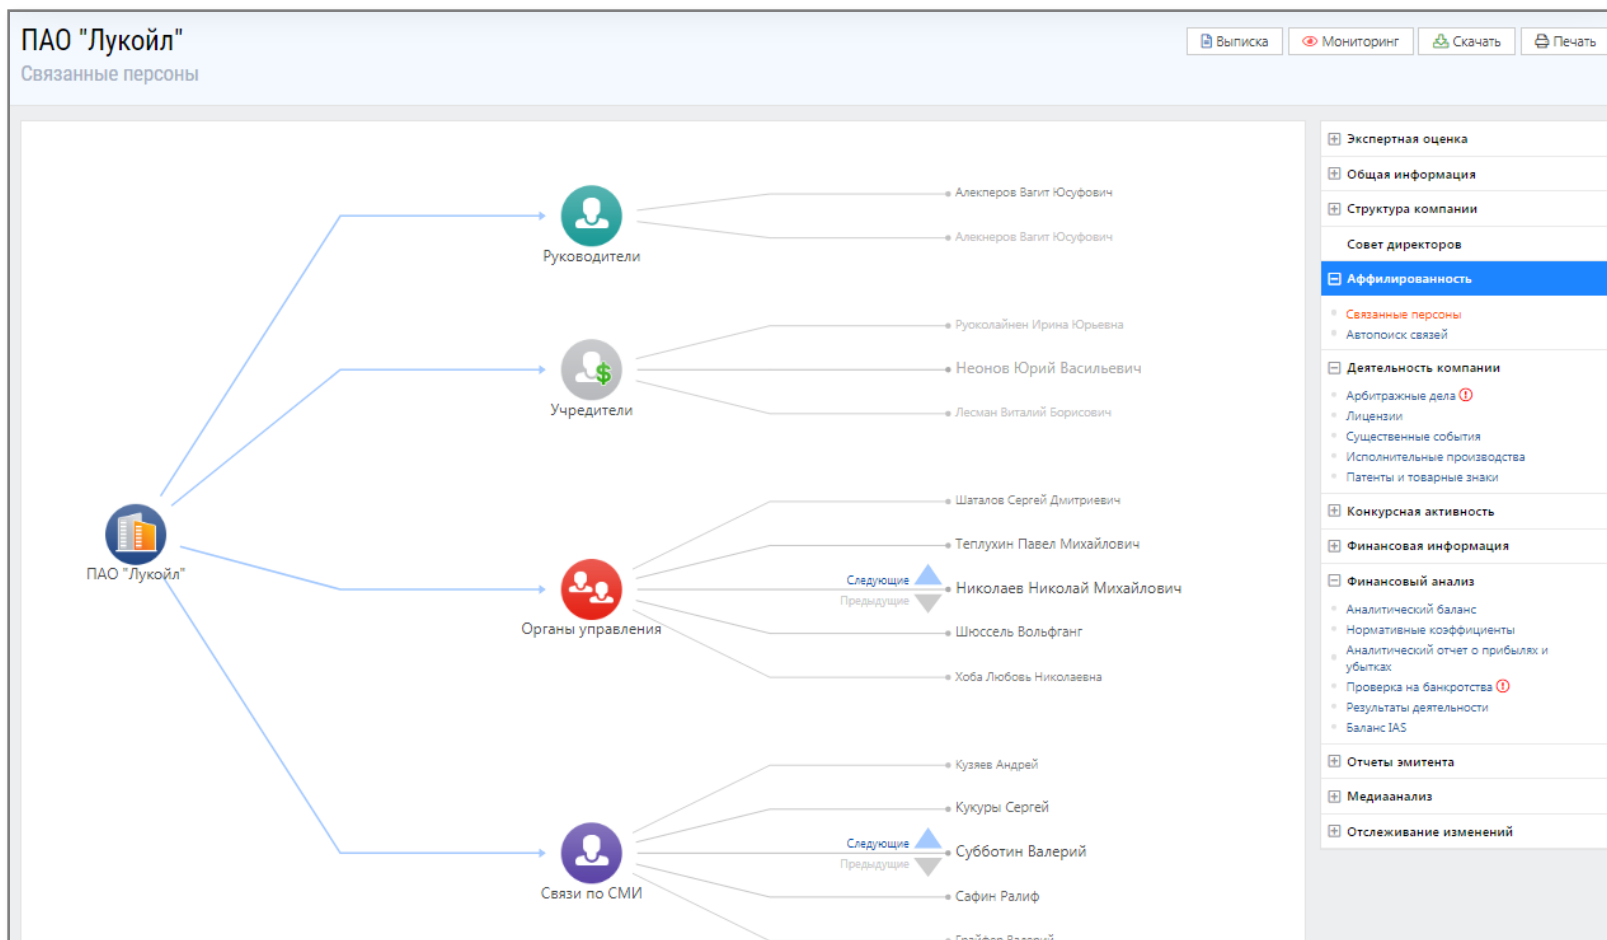 ПАО "Лукойл"
Связанные персоны
Выписка
Мониторинг
Скачать
Печать
Алекперов Вагит Юсуфович
Алекнеров Вагит Юсуфович
Руководители
Руоколайнен Ирина Юрьевна
Неонов Юрий Васильевич
Лесман Виталий Борисович
Учредители
ПАО "Лукойл"
Шаталов Сергей Дмитриевич
Теплухин Павел Михайлович
Следующие
Николаев Николай Михайлович
Предыдущие
Шюссель Вольфганг
Органы управления
Хоба Любовь Николаевна
Кузяев Андрей
Кукуры Сергей
Следующие
Субботин Валерий
Предыдущие
Связи по СМИ
Сафин Ралиф
Грайфер Валерий
Экспертная оценка
Общая информация
Структура компании
Совет директоров
Аффилированность
Связанные персоны
Автопоиск связей
Деятельность компании
Арбитражные дела
Лицензии
Существенные события
Исполнительные производства
Патенты и товарные знаки
Конкурсная активность
Финансовая информация
Финансовый анализ
Аналитический баланс
Нормативные коэффициенты
Аналитический отчет о прибылях и
убытках
Проверка на банкротства
Результаты деятельности
Баланс IAS
Отчеты эмитента
Медиаанализ
Отслеживание изменений